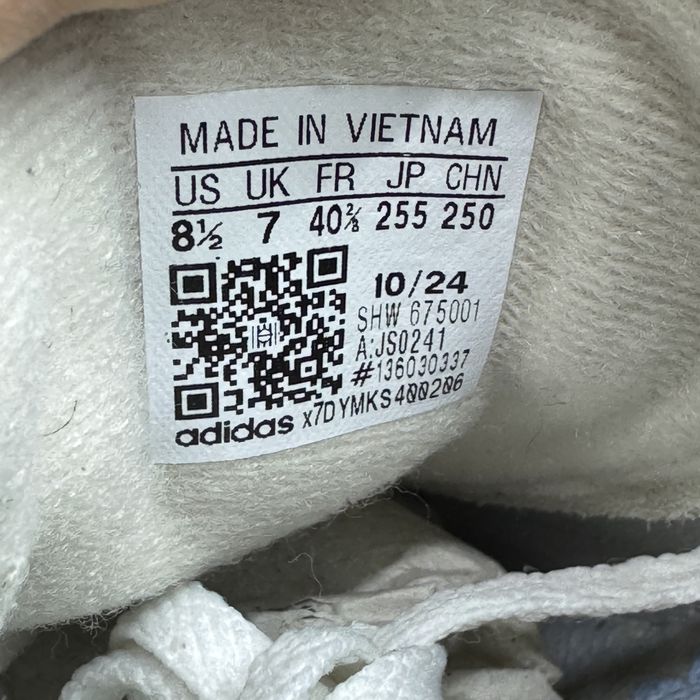 MADE IN VIETNAM
US UK FR JP CHN
8½ 7 40⅔ 255 250
10/24
SHW 675001
A:JS0241
#136030337
adidas x7DYMKS400206